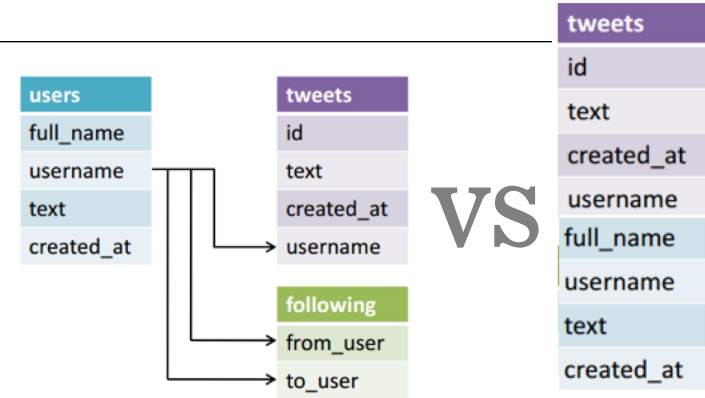 users
full_name
username
text
created_at
tweets
id
text
created_at
username
following
from_user
to_user
VS
tweets
id
text
created_at
username
full_name
username
text
created_at